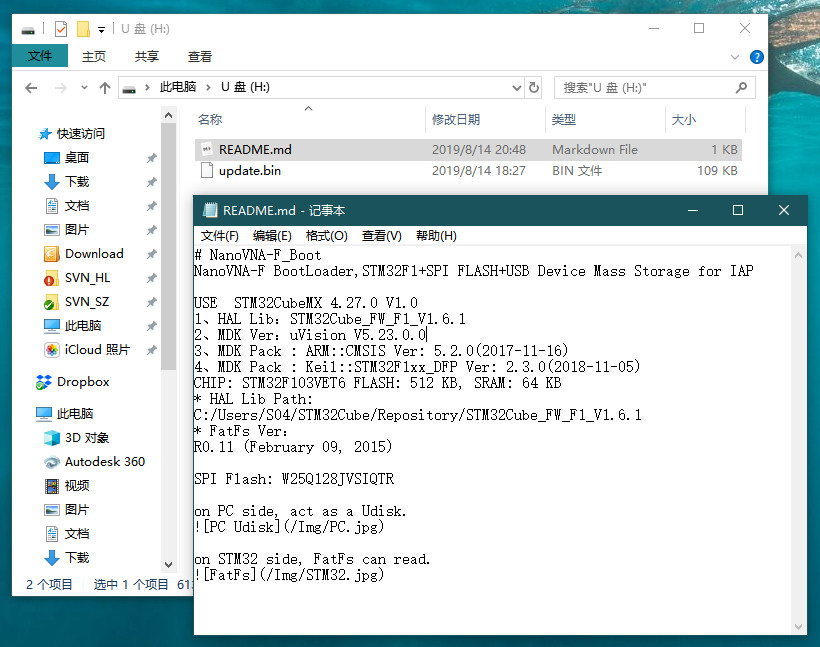 U 盘 (H:)
文件 主页 共享 查看
此电脑 U 盘 (H:) 搜索"U 盘 (H:)"
名称 修改日期 类型 大小
README.md 2019/8/14 20:48 Markdown File 1 KB
update.bin 2019/8/14 18:27 BIN 文件 109 KB
快速访问
桌面
下载
文档
图片
Download
SVN_HL
SVN_SZ
此电脑
iCloud 照片
Dropbox
此电脑
3D 对象
Autodesk 360
视频
图片
文档
下载
2 个项目 选中 1 个项目 61
README.md - 记事本
文件(F) 编辑(E) 格式(O) 查看(V) 帮助(H)
# NanoVNA-F_Boot
NanoVNA-F BootLoader,STM32F1+SPI FLASH+USB Device Mass Storage for IAP
USE  STM32CubeMX 4.27.0 V1.0
1、HAL Lib：STM32Cube_FW_F1_V1.6.1
2、MDK Ver：uVision V5.23.0.0
3、MDK Pack : ARM::CMSIS Ver: 5.2.0(2017-11-16)
4、MDK Pack : Keil::STM32F1xx_DFP Ver: 2.3.0(2018-11-05)
CHIP: STM32F103VET6 FLASH: 512 KB, SRAM: 64 KB
* HAL Lib Path:
C:/Users/S04/STM32Cube/Repository/STM32Cube_FW_F1_V1.6.1
* FatFs Ver：
R0.11 (February 09, 2015)
SPI Flash: W25Q128JVSIQTR
on PC side, act as a Udisk.
![PC Udisk](/Img/PC.jpg)
on STM32 side, FatFs can read.
![FatFs](/Img/STM32.jpg)